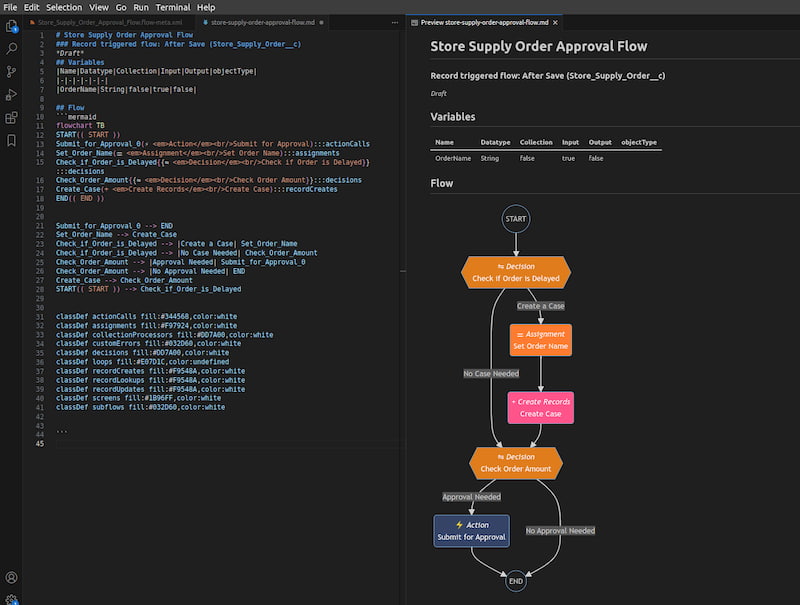 File Edit Selection View Go Run Terminal Help
Store_Supply_Order_Approval_Flow.flow-meta.xml
store-supply-order-approval-flow.md
Preview store-supply-order-approval-flow.md
1 # Store Supply Order Approval Flow
2 ### Record triggered flow: After Save (Store_Supply_Order__c)
3 *Draft*
4 ## Variables
5 |Name|Datatype|Collection|Input|Output|objectType|
6 |-|-|-|-|-|-|
7 |OrderName|String|false|true|false|
8
9 ## Flow
10 ```mermaid
11 flowchart TB
12 START(( START ))
13 Submit_for_Approval_0(⚡ <em>Action</em><br/>Submit for Approval):::actionCalls
14 Set_Order_Name(= <em>Assignment</em><br/>Set Order Name):::assignments
15 Check_if_Order_is_Delayed{{⇋ <em>Decision</em><br/>Check if Order is Delayed}}
:::decisions
16 Check_Order_Amount{{⇋ <em>Decision</em><br/>Check Order Amount}}:::decisions
17 Create_Case(+ <em>Create Records</em><br/>Create Case):::recordCreates
18 END(( END ))
19
20
21 Submit_for_Approval_0 --> END
22 Set_Order_Name --> Create_Case
23 Check_if_Order_is_Delayed --> |Create a Case| Set_Order_Name
24 Check_if_Order_is_Delayed --> |No Case Needed| Check_Order_Amount
25 Check_Order_Amount --> |Approval Needed| Submit_for_Approval_0
26 Check_Order_Amount --> |No Approval Needed| END
27 Create_Case --> Check_Order_Amount
28 START(( START )) --> Check_if_Order_is_Delayed
29
30
31 classDef actionCalls fill:#344568,color:white
32 classDef assignments fill:#F97924,color:white
33 classDef collectionProcessors fill:#DD7A00,color:white
34 classDef customErrors fill:#032D60,color:white
35 classDef decisions fill:#DD7A00,color:white
36 classDef loops fill:#E07D1C,color:undefined
37 classDef recordCreates fill:#F9548A,color:white
38 classDef recordLookups fill:#F9548A,color:white
39 classDef recordUpdates fill:#F9548A,color:white
40 classDef screens fill:#1B96FF,color:white
41 classDef subflows fill:#032D60,color:white
42
43
44 ```
45
Store Supply Order Approval Flow
Record triggered flow: After Save (Store_Supply_Order__c)
Draft
Variables
Name Datatype Collection Input Output objectType
OrderName String false true false
Flow
START
⇋ Decision
Check if Order is Delayed
Create a Case
= Assignment
Set Order Name
No Case Needed
+ Create Records
Create Case
⇋ Decision
Check Order Amount
Approval Needed
⚡ Action
Submit for Approval
No Approval Needed
END